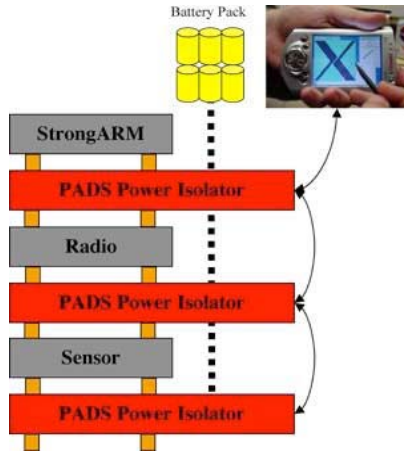 Battery Pack
StrongARM
PADS Power Isolator
Radio
PADS Power Isolator
Sensor
PADS Power Isolator